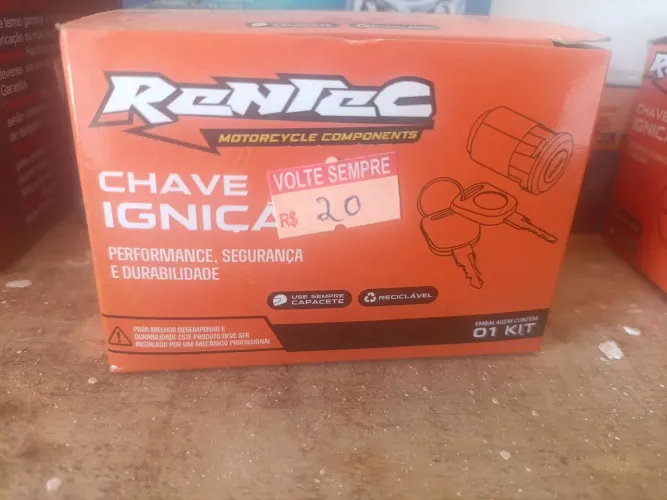 RENTEC
MOTORCYCLE COMPONENTS
CHAVE
IGNIÇÃ
VOLTE SEMPRE
R$ 20
PERFORMANCE, SEGURANÇA
E DURABILIDADE
USE SEMPRE
CAPACETE
RECICLÁVEL
PARA MELHOR DESEMPENHO E
DURABILIDADE ESTE PRODUTO DEVE SER
INSTALADO POR UM MECÂNICO PROFISSIONAL
EMBALAGEM CONTÉM
01 KIT